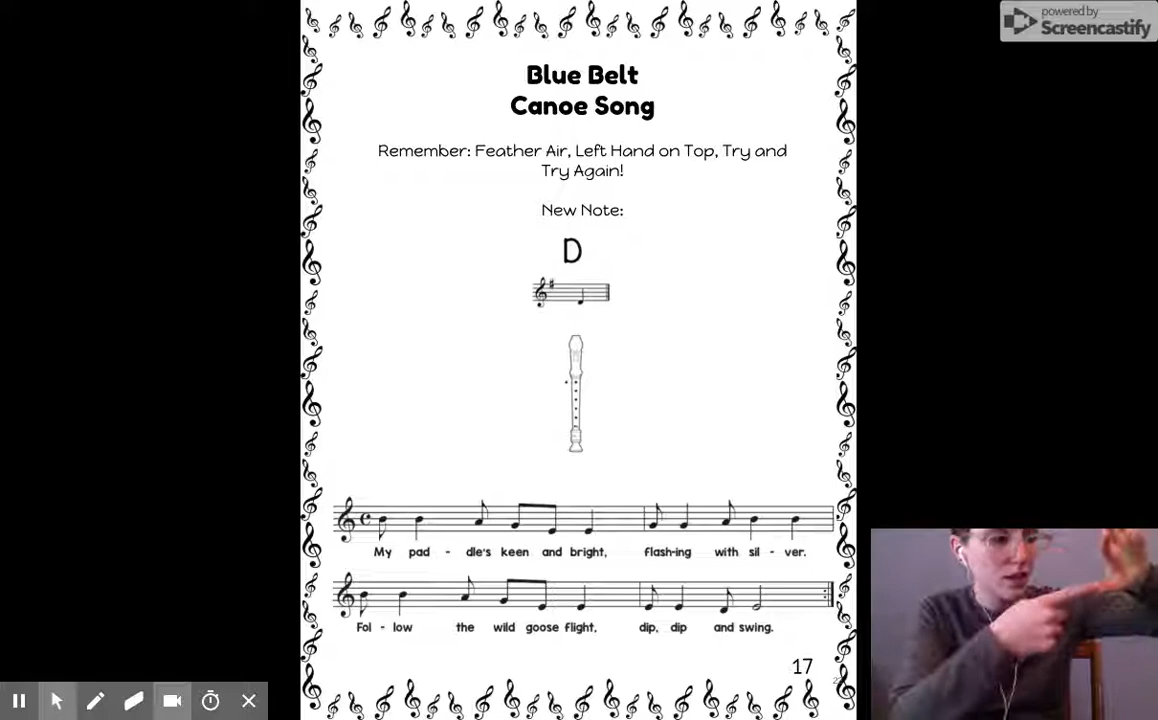 powered by
Screencastify
Blue Belt
Canoe Song
Remember: Feather Air, Left Hand on Top, Try and
Try Again!
New Note:
D
My pad - dle's keen and bright, flash-ing with sil - ver.
Fol - low the wild goose flight, dip, dip and swing.
17